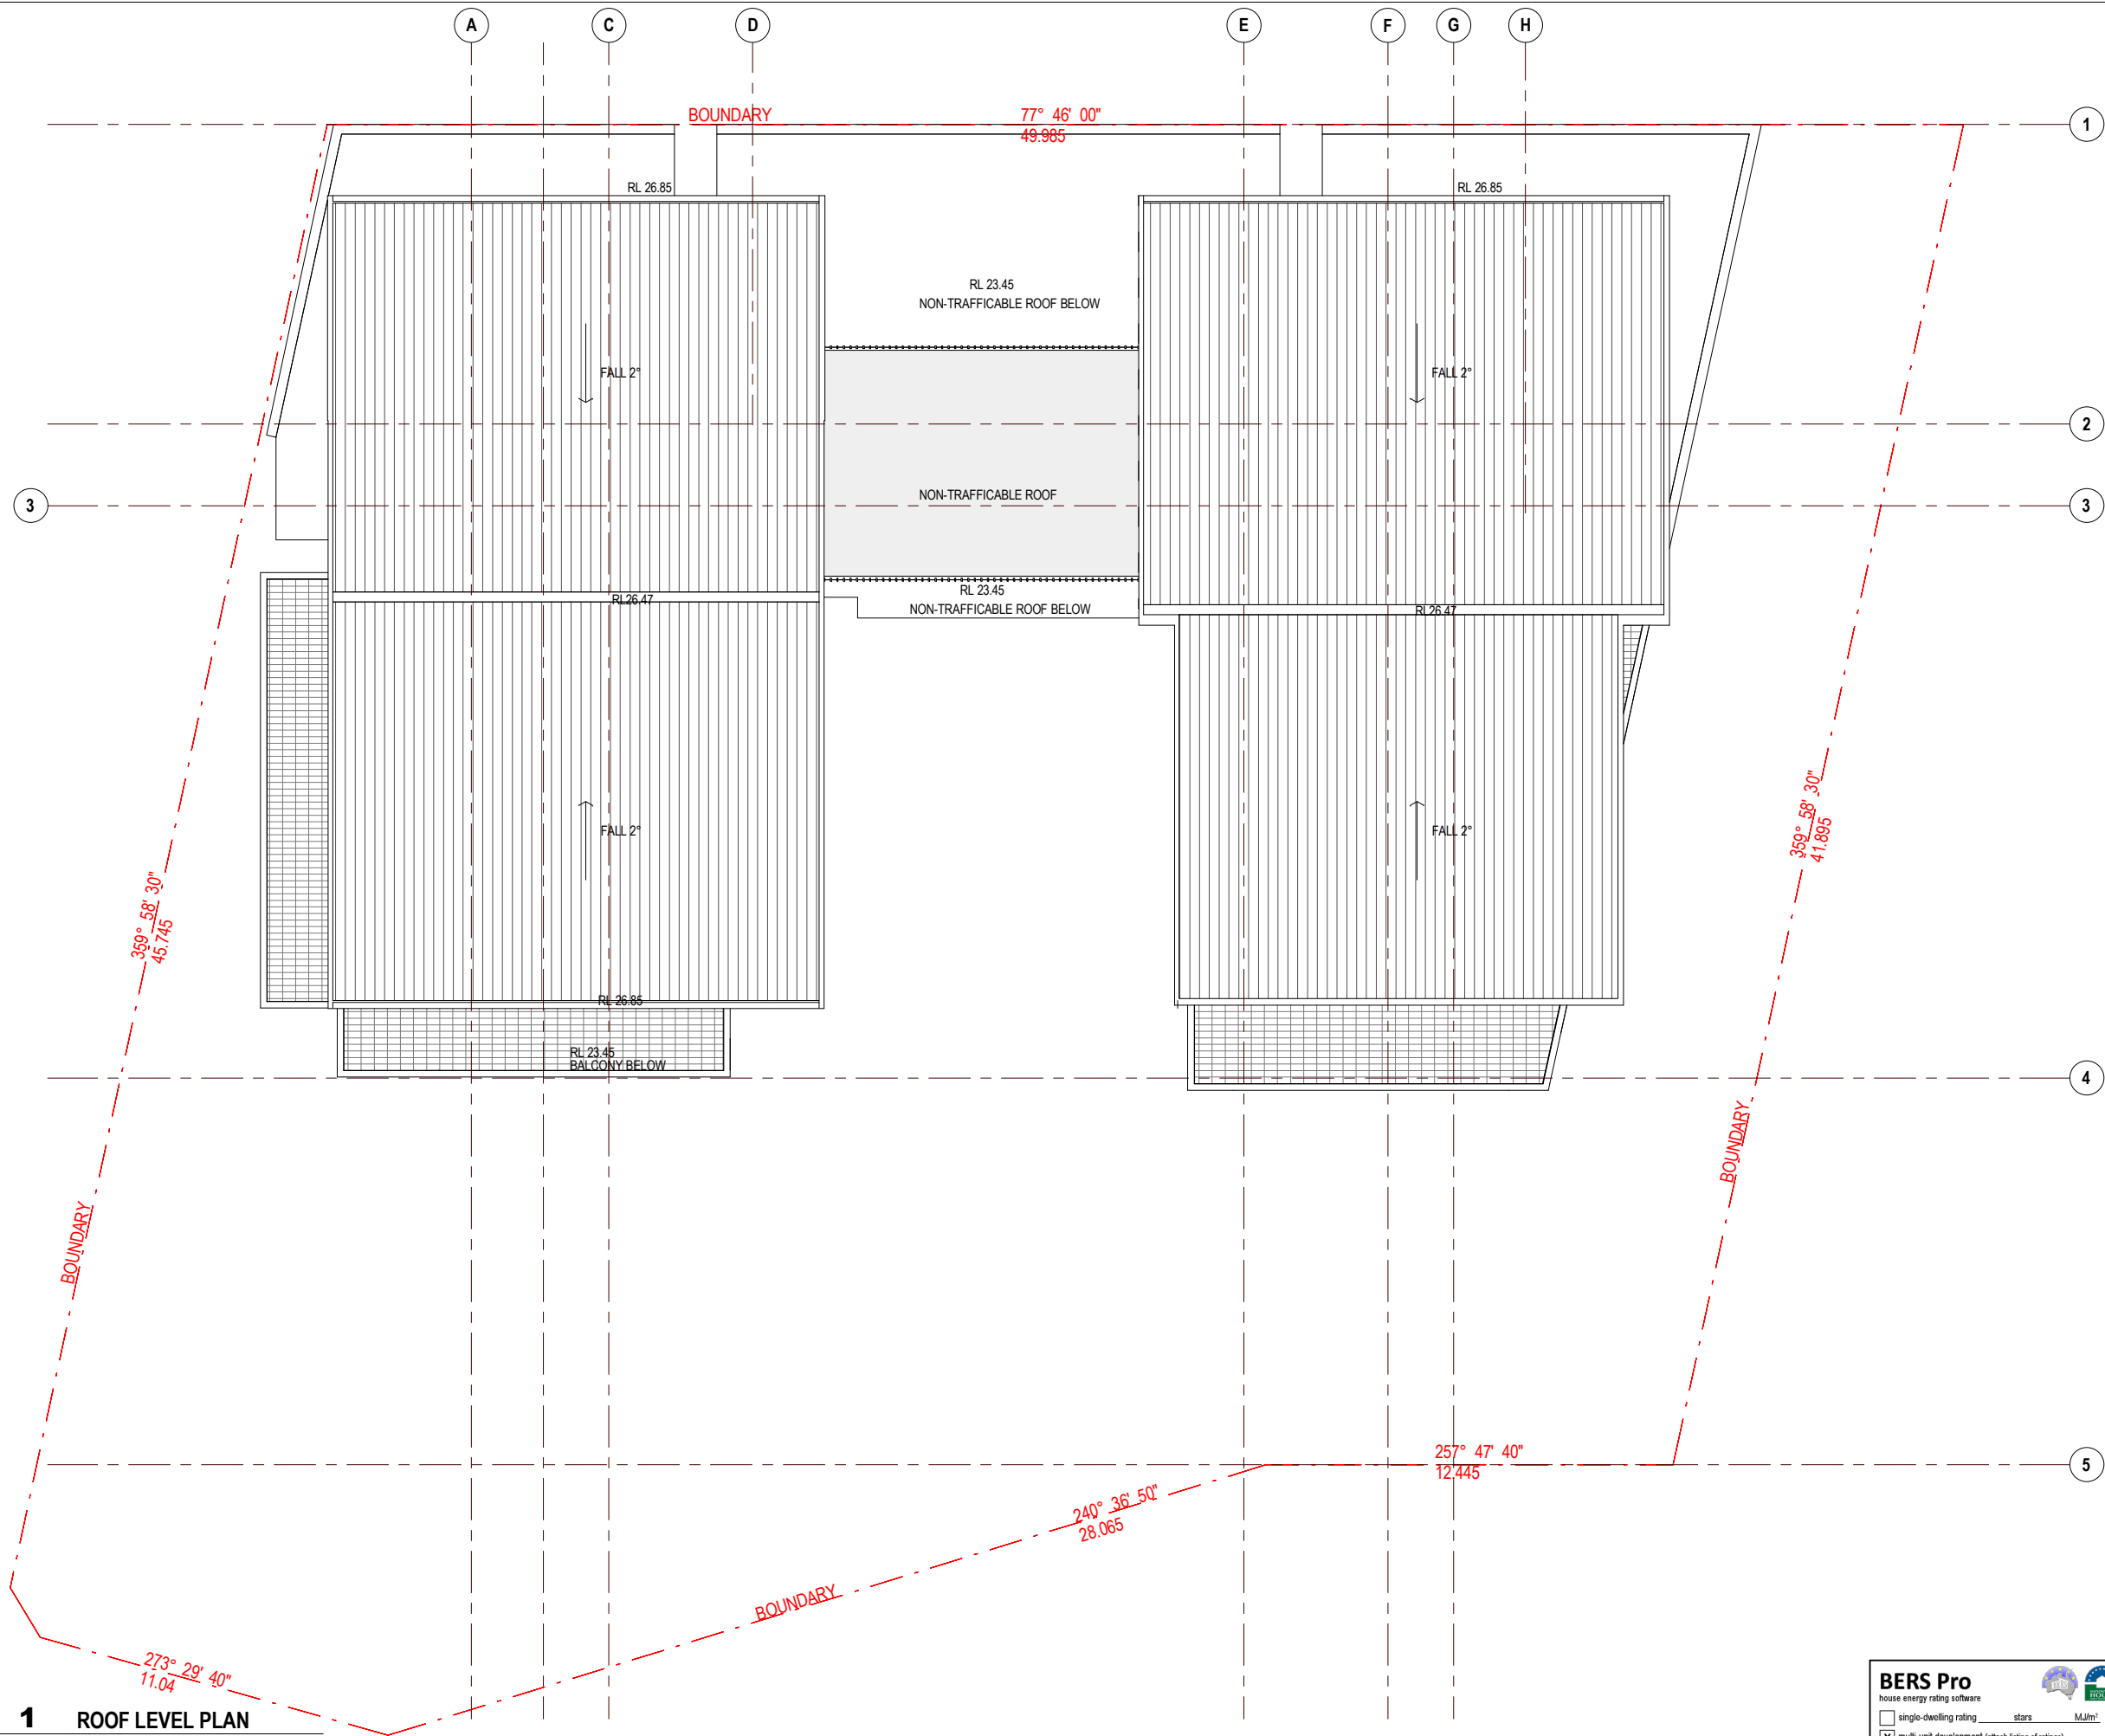 A C D E F G H
BOUNDARY 77° 46' 00"
49.985
1
RL 26.85
RL 26.85
RL 23.45
NON-TRAFFICABLE ROOF BELOW
FALL 2°
FALL 2°
2
NON-TRAFFICABLE ROOF
3
3
RL 23.45
NON-TRAFFICABLE ROOF BELOW
RL26.47
RL26.47
FALL 2°
FALL 2°
359° 58' 30"
41.895
359° 58' 30"
45.745
RL 26.85
RL 23.45
BALCONY BELOW
4
BOUNDARY
BOUNDARY
257° 47' 40"
12.445
5
240° 36' 50"
28.065
BOUNDARY
273° 29' 40"
11.04
1 ROOF LEVEL PLAN
BERS Pro
house energy rating software
single-dwelling rating stars MJ/m²